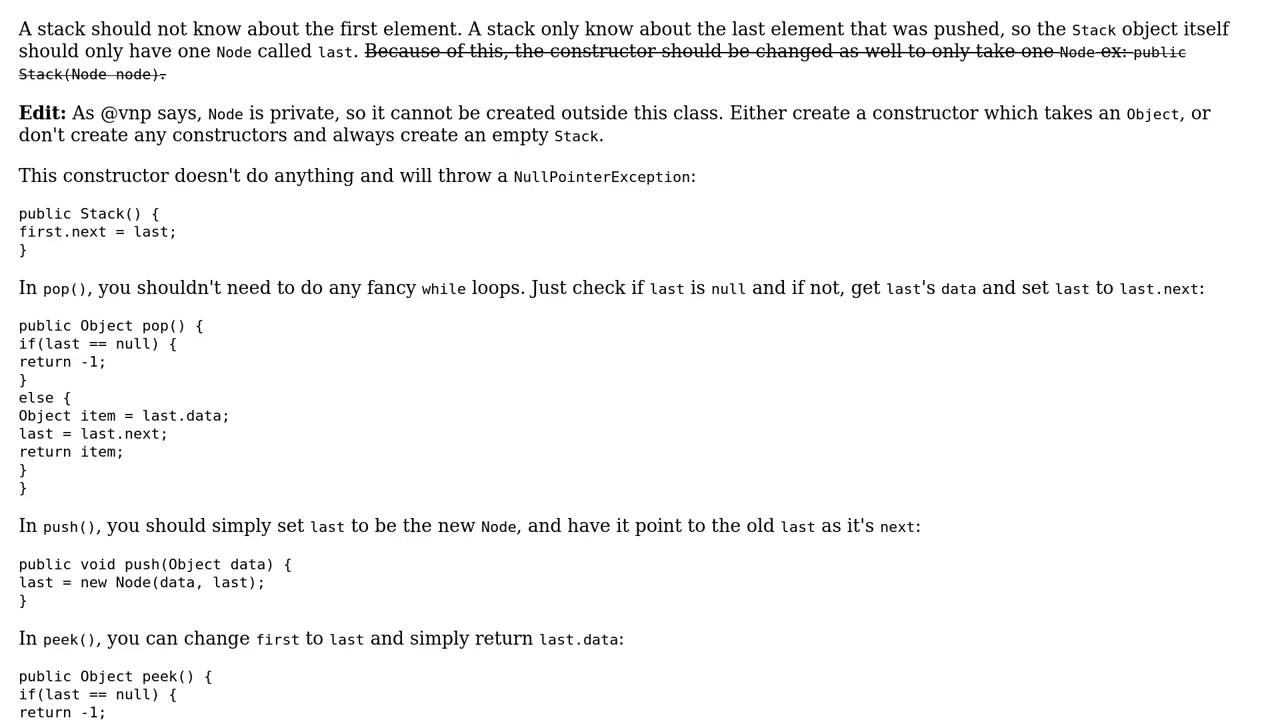 A stack should not know about the first element. A stack only know about the last element that was pushed, so the Stack object itself
should only have one Node called last. Because of this, the constructor should be changed as well to only take one Node ex: public
Stack(Node node).
Edit: As @vnp says, Node is private, so it cannot be created outside this class. Either create a constructor which takes an Object, or
don't create any constructors and always create an empty Stack.
This constructor doesn't do anything and will throw a NullPointerException:
public Stack() {
first.next = last;
}
In pop(), you shouldn't need to do any fancy while loops. Just check if last is null and if not, get last's data and set last to last.next:
public Object pop() {
if(last == null) {
return -1;
}
else {
Object item = last.data;
last = last.next;
return item;
}
}
In push(), you should simply set last to be the new Node, and have it point to the old last as it's next:
public void push(Object data) {
last = new Node(data, last);
}
In peek(), you can change first to last and simply return last.data:
public Object peek() {
if(last == null) {
return -1;